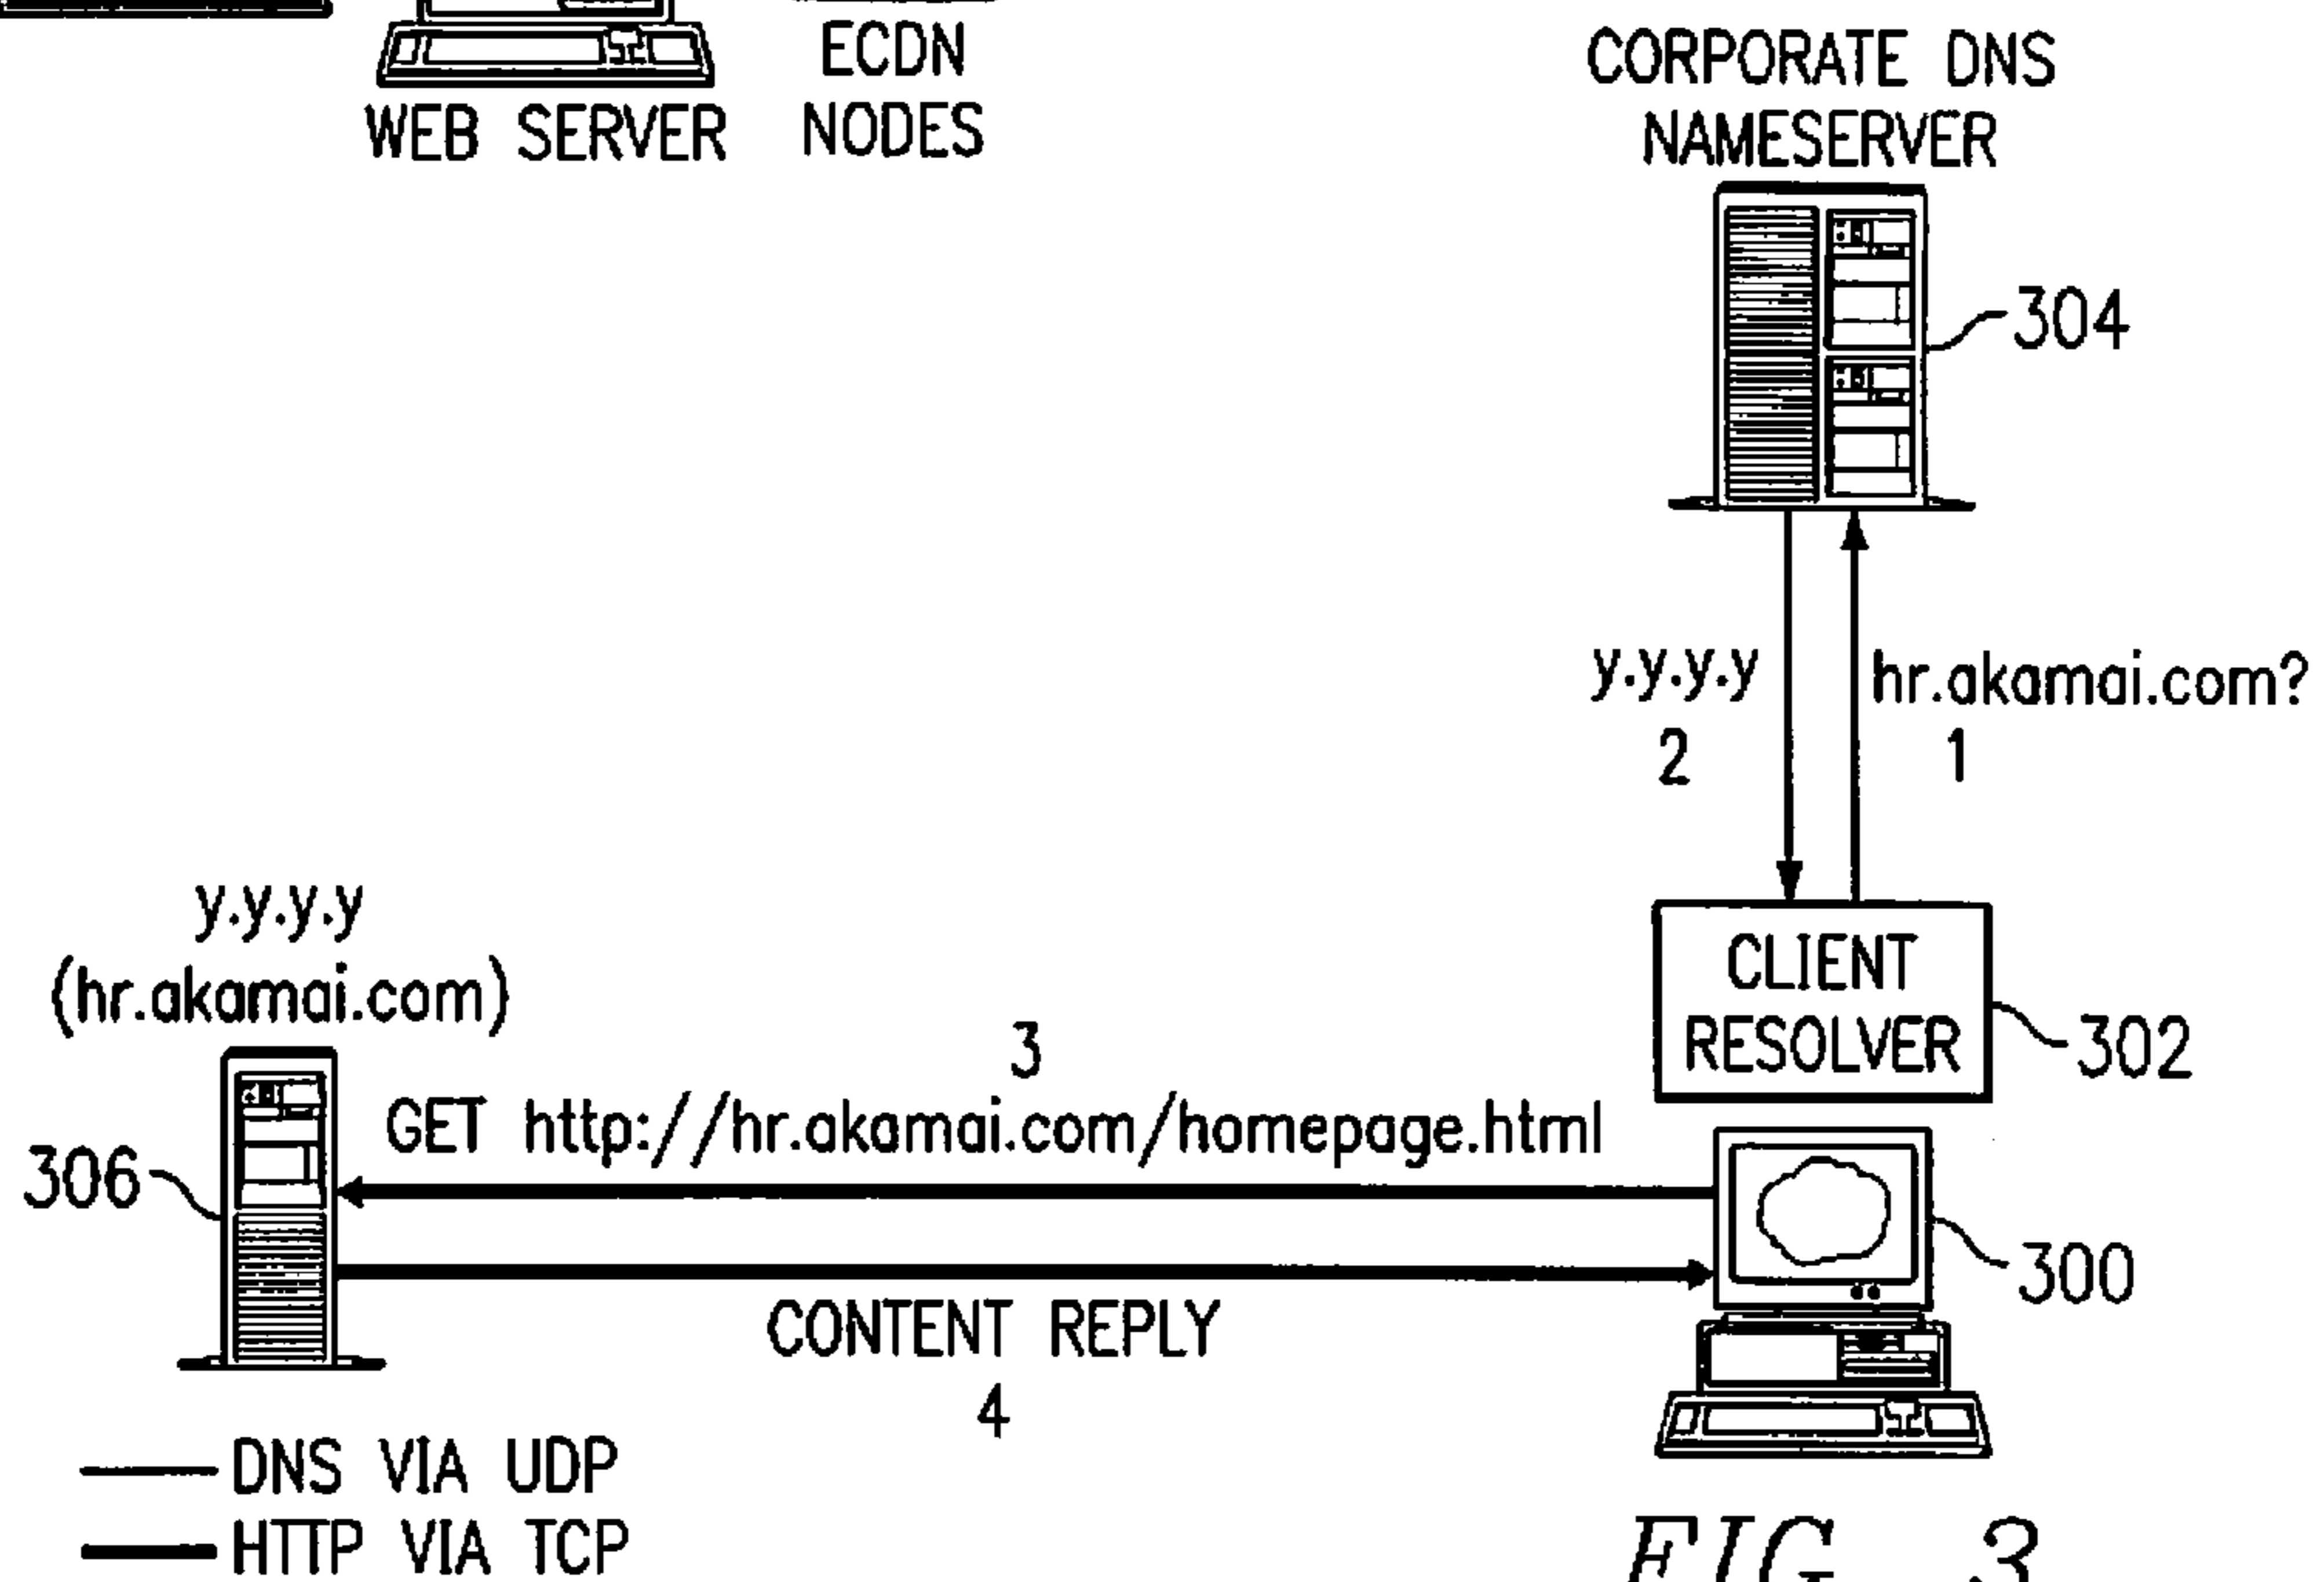 WEB SERVER
ECDN
NODES
CORPORATE DNS
NAMESERVER
304
y.y.y.y
2
hr.akamai.com?
1
CLIENT
RESOLVER
302
y.y.y.y
(hr.akamai.com)
3
GET http://hr.akamai.com/homepage.html
306
300
CONTENT REPLY
4
DNS VIA UDP
HTTP VIA TCP
FIG. 3